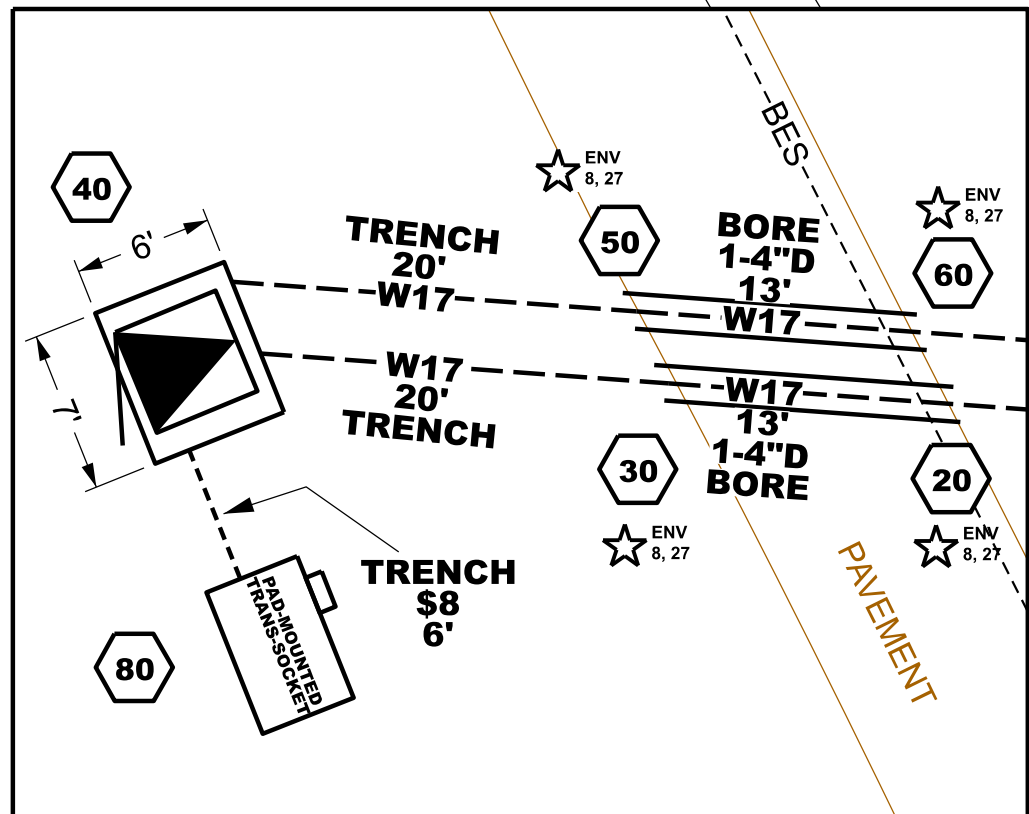 BES
ENV
8, 27
40
ENV
8, 27
6'
TRENCH
20'
W17
50
BORE
1-4"D
13'
W17
60
7'
W17
20'
TRENCH
W17
13'
1-4"D
BORE
30
ENV
8, 27
20
ENV
8, 27
TRENCH
$8
6'
PAD-MOUNTED
TRANS-SOCKET
80
PAVEMENT